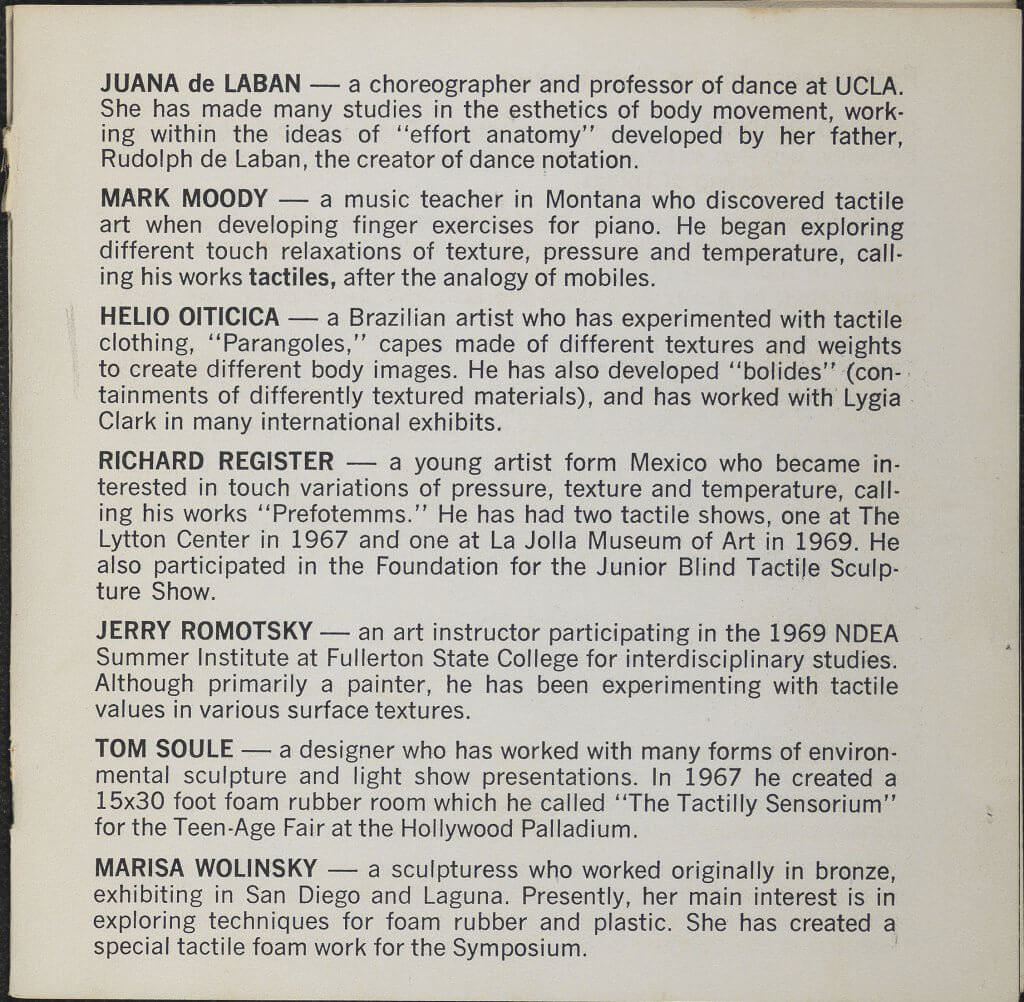 JUANA de LABAN — a choreographer and professor of dance at UCLA.
She has made many studies in the esthetics of body movement, work-
ing within the ideas of "effort anatomy" developed by her father,
Rudolph de Laban, the creator of dance notation.
MARK MOODY — a music teacher in Montana who discovered tactile
art when developing finger exercises for piano. He began exploring
different touch relaxations of texture, pressure and temperature, call-
ing his works tactiles, after the analogy of mobiles.
HELIO OITICICA — a Brazilian artist who has experimented with tactile
clothing, "Parangoles," capes made of different textures and weights
to create different body images. He has also developed "bolides" (con-
tainments of differently textured materials), and has worked with Lygia
Clark in many international exhibits.
RICHARD REGISTER — a young artist form Mexico who became in-
terested in touch variations of pressure, texture and temperature, call-
ing his works "Prefotemms." He has had two tactile shows, one at The
Lytton Center in 1967 and one at La Jolla Museum of Art in 1969. He
also participated in the Foundation for the Junior Blind Tactile Sculp-
ture Show.
JERRY ROMOTSKY — an art instructor participating in the 1969 NDEA
Summer Institute at Fullerton State College for interdisciplinary studies.
Although primarily a painter, he has been experimenting with tactile
values in various surface textures.
TOM SOULE — a designer who has worked with many forms of environ-
mental sculpture and light show presentations. In 1967 he created a
15x30 foot foam rubber room which he called "The Tactilly Sensorium"
for the Teen-Age Fair at the Hollywood Palladium.
MARISA WOLINSKY — a sculpturess who worked originally in bronze,
exhibiting in San Diego and Laguna. Presently, her main interest is in
exploring techniques for foam rubber and plastic. She has created a
special tactile foam work for the Symposium.